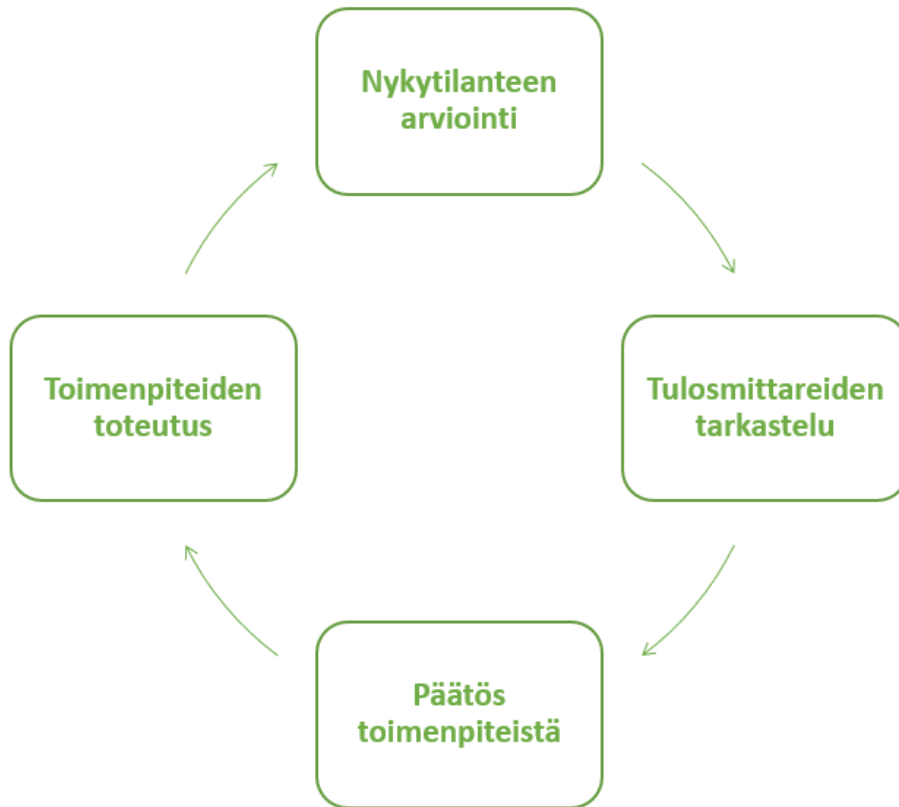 Nykytilanteen
arviointi
Toimenpiteiden
toteutus
Tulosmittareiden
tarkastelu
Päätös
toimenpiteistä